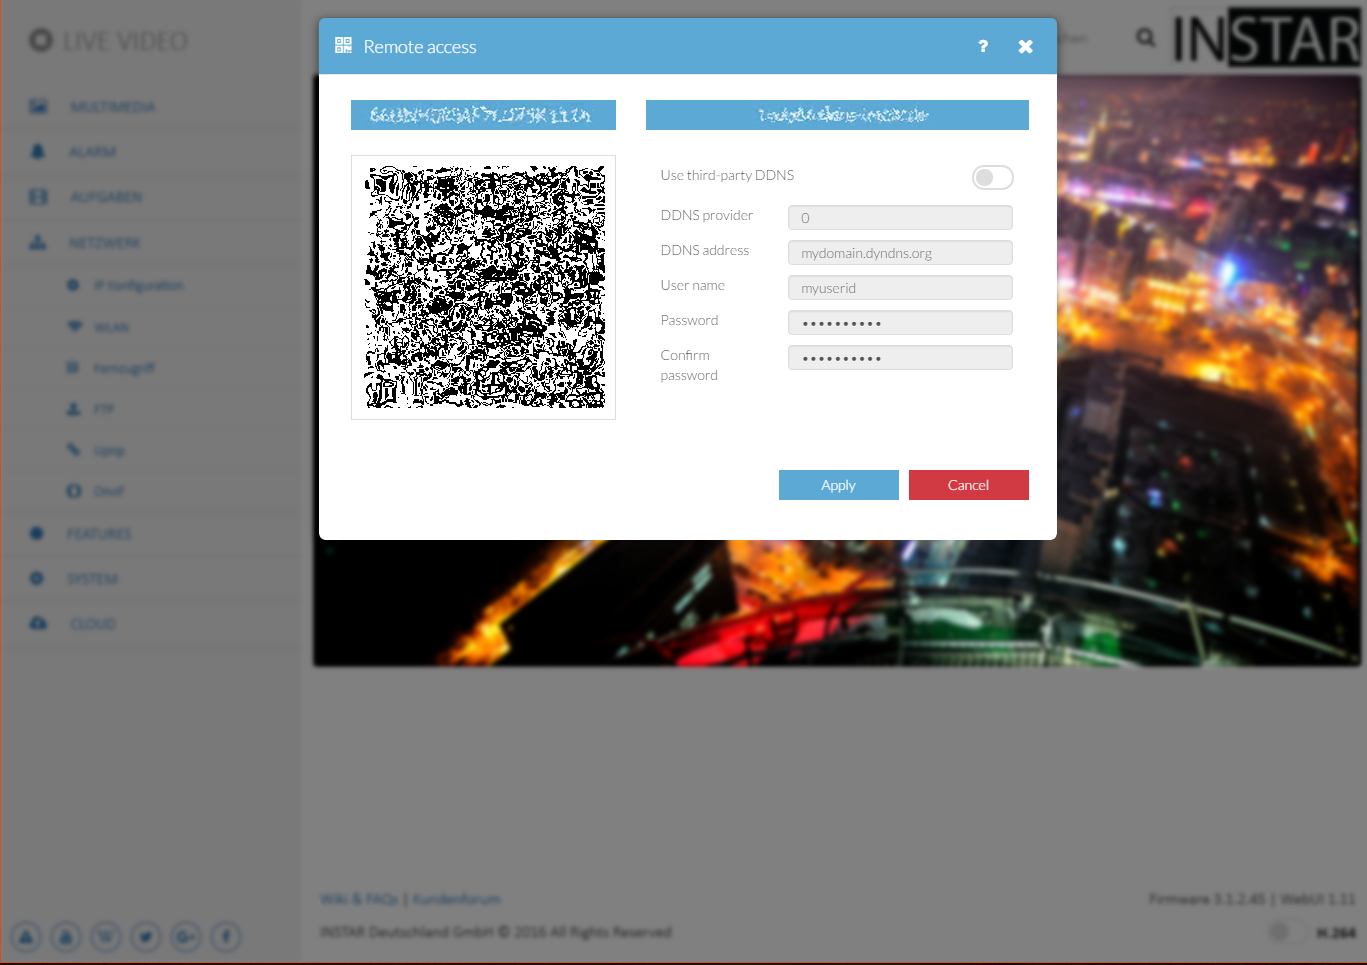 LIVE VIDEO
INSTAR
Remote access
MULTIMEDIA
ALARM
AUFGABEN
NETZWERK
IP Konfiguration
WLAN
Fernzugriff
FTP
Upnp
Onvif
FEATURES
SYSTEM
CLOUD
Use third-party DDNS
DDNS provider 0
DDNS address mydomain.dyndns.org
User name myuserid
Password ••••••••••
Confirm
password ••••••••••
Apply Cancel
Wiki & FAQs | Kundenforum
Firmware 3.1.2.45 | WebUI 1.11
INSTAR Deutschland GmbH © 2016 All Rights Reserved
H.264